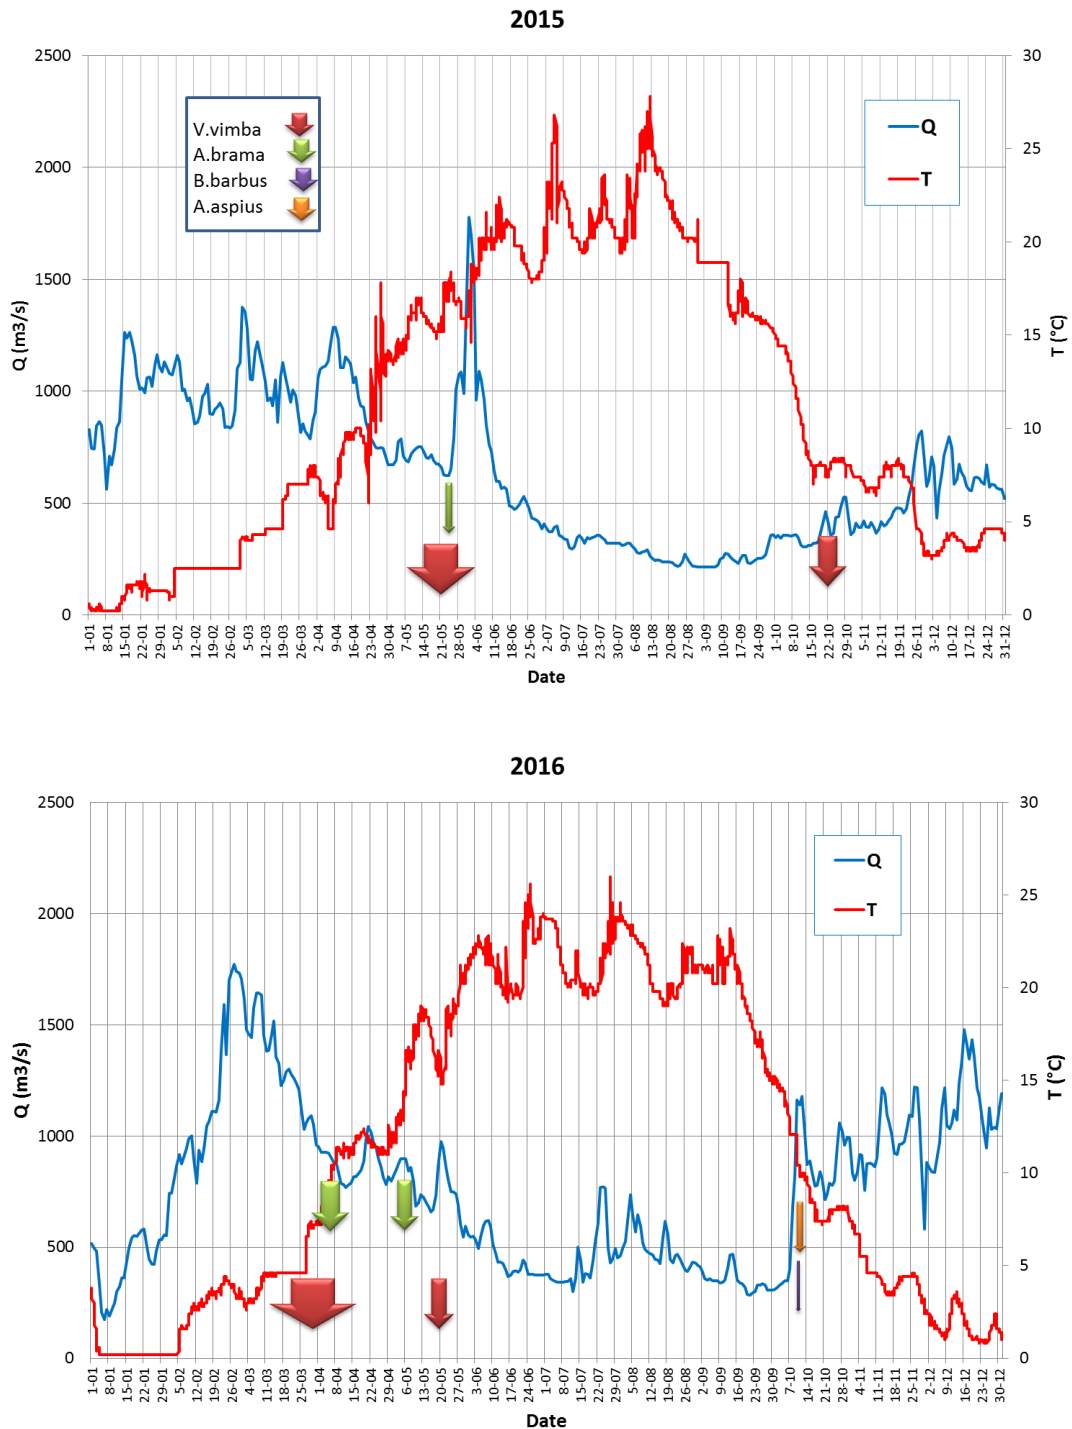 2015
2500
2000
1500
1000
500
0
Q (m3/s)
30
25
20
15
10
5
0
T (°C)
V.vimba
A.brama
B.barbus
A.aspius
Q
T
1-01 8-01 15-01 22-01 29-01 5-02 12-02 19-02 26-02 5-03 12-03 19-03 26-03 2-04 9-04 16-04 23-04 30-04 7-05 14-05 21-05 28-05 4-06 11-06 18-06 25-06 2-07 9-07 16-07 23-07 30-07 6-08 13-08 20-08 27-08 3-09 10-09 17-09 24-09 1-10 8-10 15-10 22-10 29-10 5-11 12-11 19-11 26-11 3-12 10-12 17-12 24-12 31-12
Date
2016
2500
2000
1500
1000
500
0
Q (m3/s)
30
25
20
15
10
5
0
T (°C)
Q
T
1-01 8-01 15-01 22-01 29-01 5-02 12-02 19-02 26-02 4-03 11-03 18-03 25-03 1-04 8-04 15-04 22-04 29-04 6-05 13-05 20-05 27-05 3-06 10-06 17-06 24-06 1-07 8-07 15-07 22-07 29-07 5-08 12-08 19-08 26-08 2-09 9-09 16-09 23-09 30-09 7-10 14-10 21-10 28-10 4-11 11-11 18-11 25-11 2-12 9-12 16-12 23-12 30-12
Date